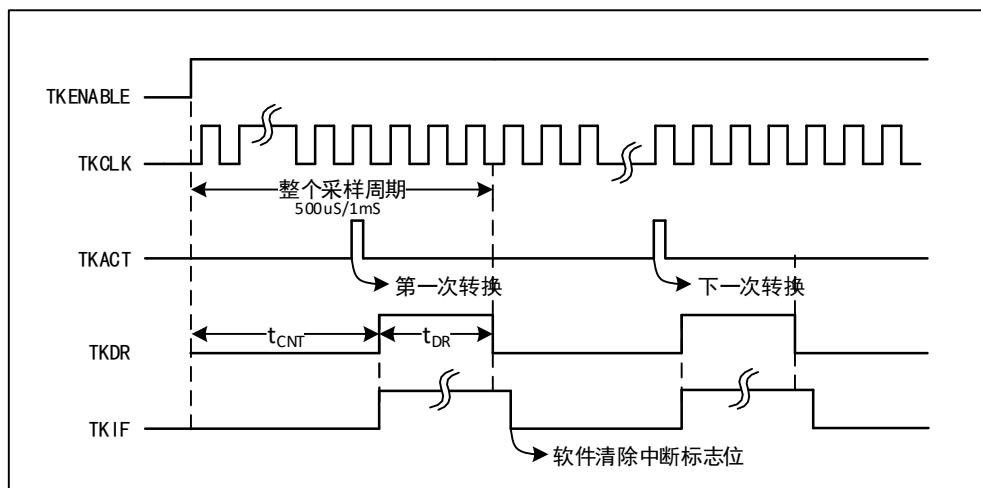 TKENABLE
TKCLK
整个采样周期
500uS/1mS
TKACT
第一次转换
下一次转换
tCNT
tDR
TKDR
TKIF
软件清除中断标志位